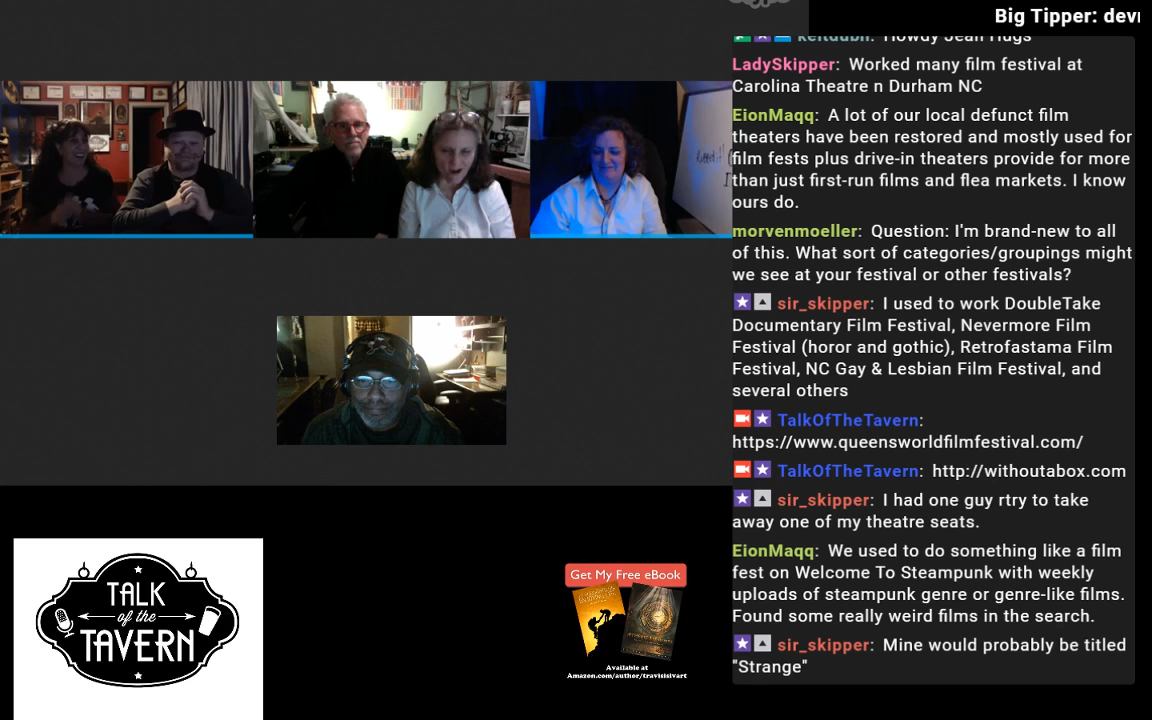 Big Tipper: dev
keltdubh: Howdy Jean Hugs
LadySkipper: Worked many film festival at
Carolina Theatre n Durham NC
EionMaqq: A lot of our local defunct film
theaters have been restored and mostly used for
film fests plus drive-in theaters provide for more
than just first-run films and flea markets. I know
ours do.
morvenmoeller: Question: I'm brand-new to all
of this. What sort of categories/groupings might
we see at your festival or other festivals?
sir_skipper: I used to work DoubleTake
Documentary Film Festival, Nevermore Film
Festival (horor and gothic), Retrofastama Film
Festival, NC Gay & Lesbian Film Festival, and
several others
TalkOfTheTavern:
https://www.queensworldfilmfestival.com/
TalkOfTheTavern: http://withoutabox.com
sir_skipper: I had one guy rtry to take
away one of my theatre seats.
EionMaqq: We used to do something like a film
fest on Welcome To Steampunk with weekly
uploads of steampunk genre or genre-like films.
Found some really weird films in the search.
sir_skipper: Mine would probably be titled
"Strange"
TALK
of the
TAVERN
Get My Free eBook
Available at
Amazon.com/author/travisisivart